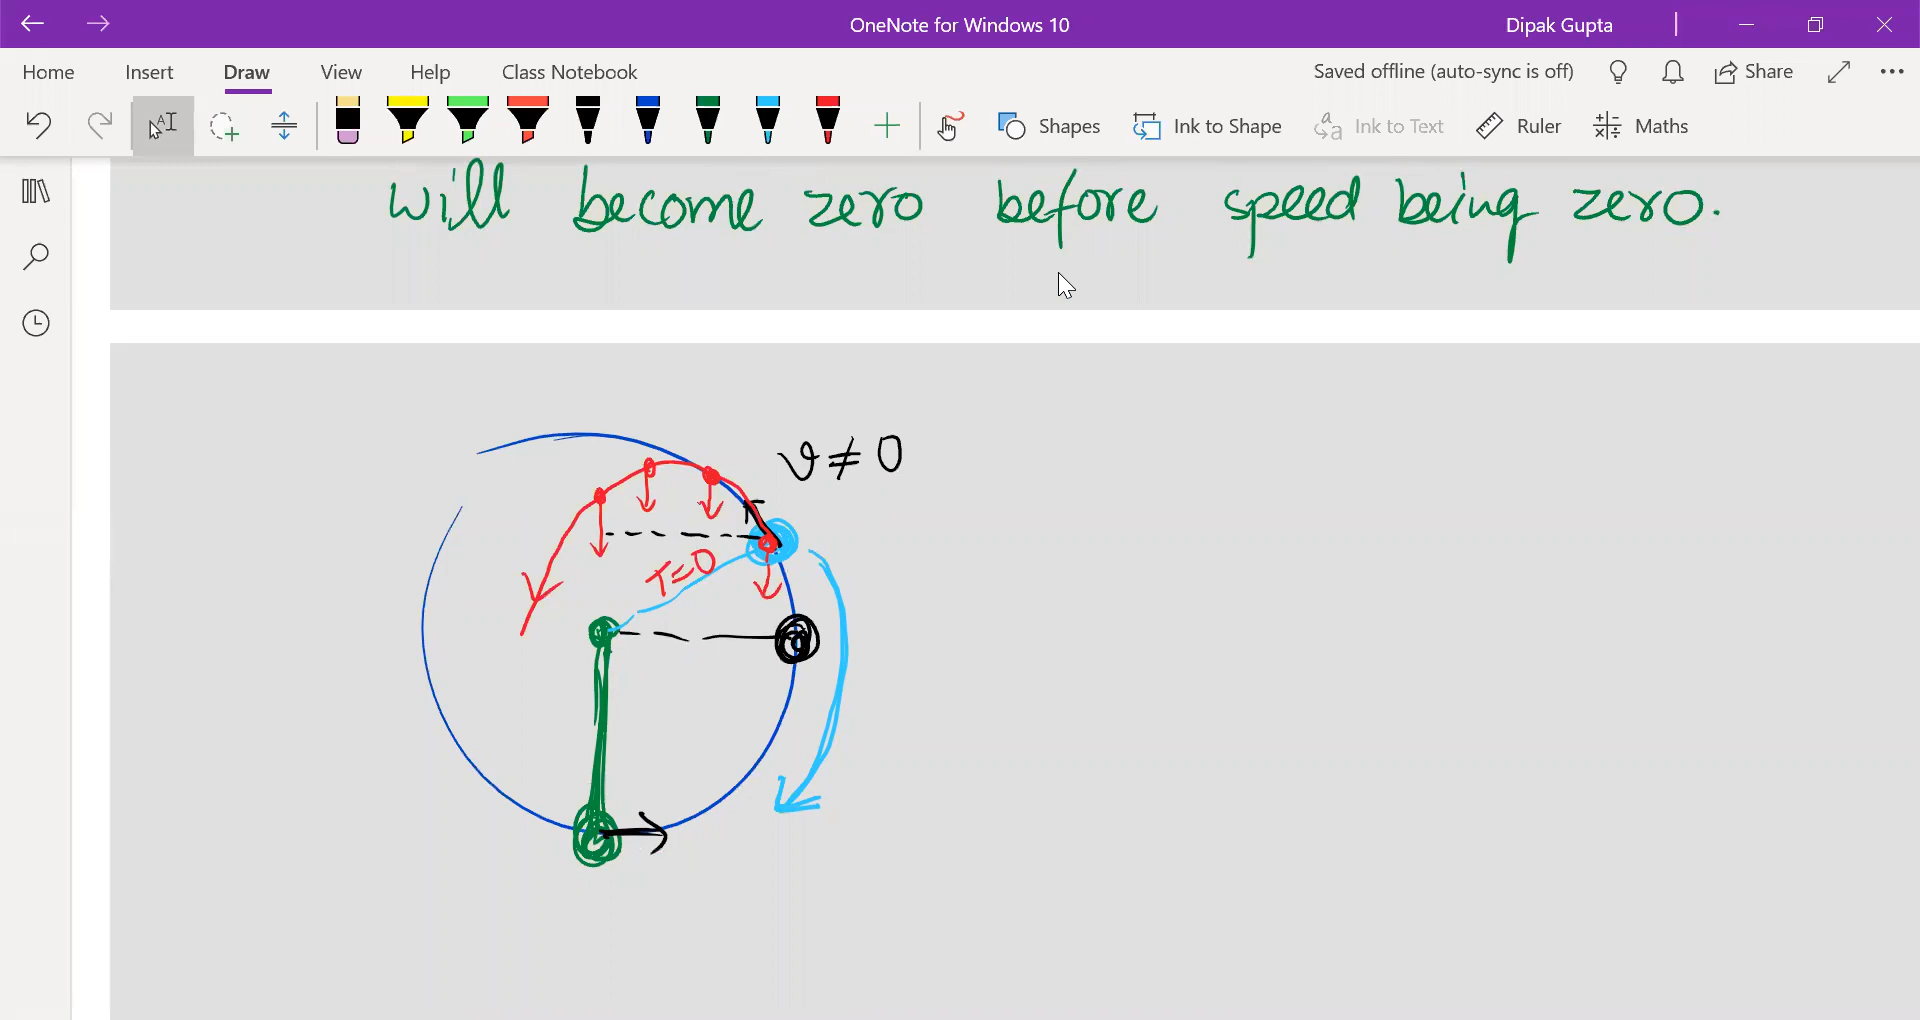 OneNote for Windows 10
Dipak Gupta
Home Insert Draw View Help Class Notebook
Saved offline (auto-sync is off) Share
Shapes Ink to Shape Ink to Text Ruler Maths
will become zero before speed being zero.
v ≠ 0
T=0